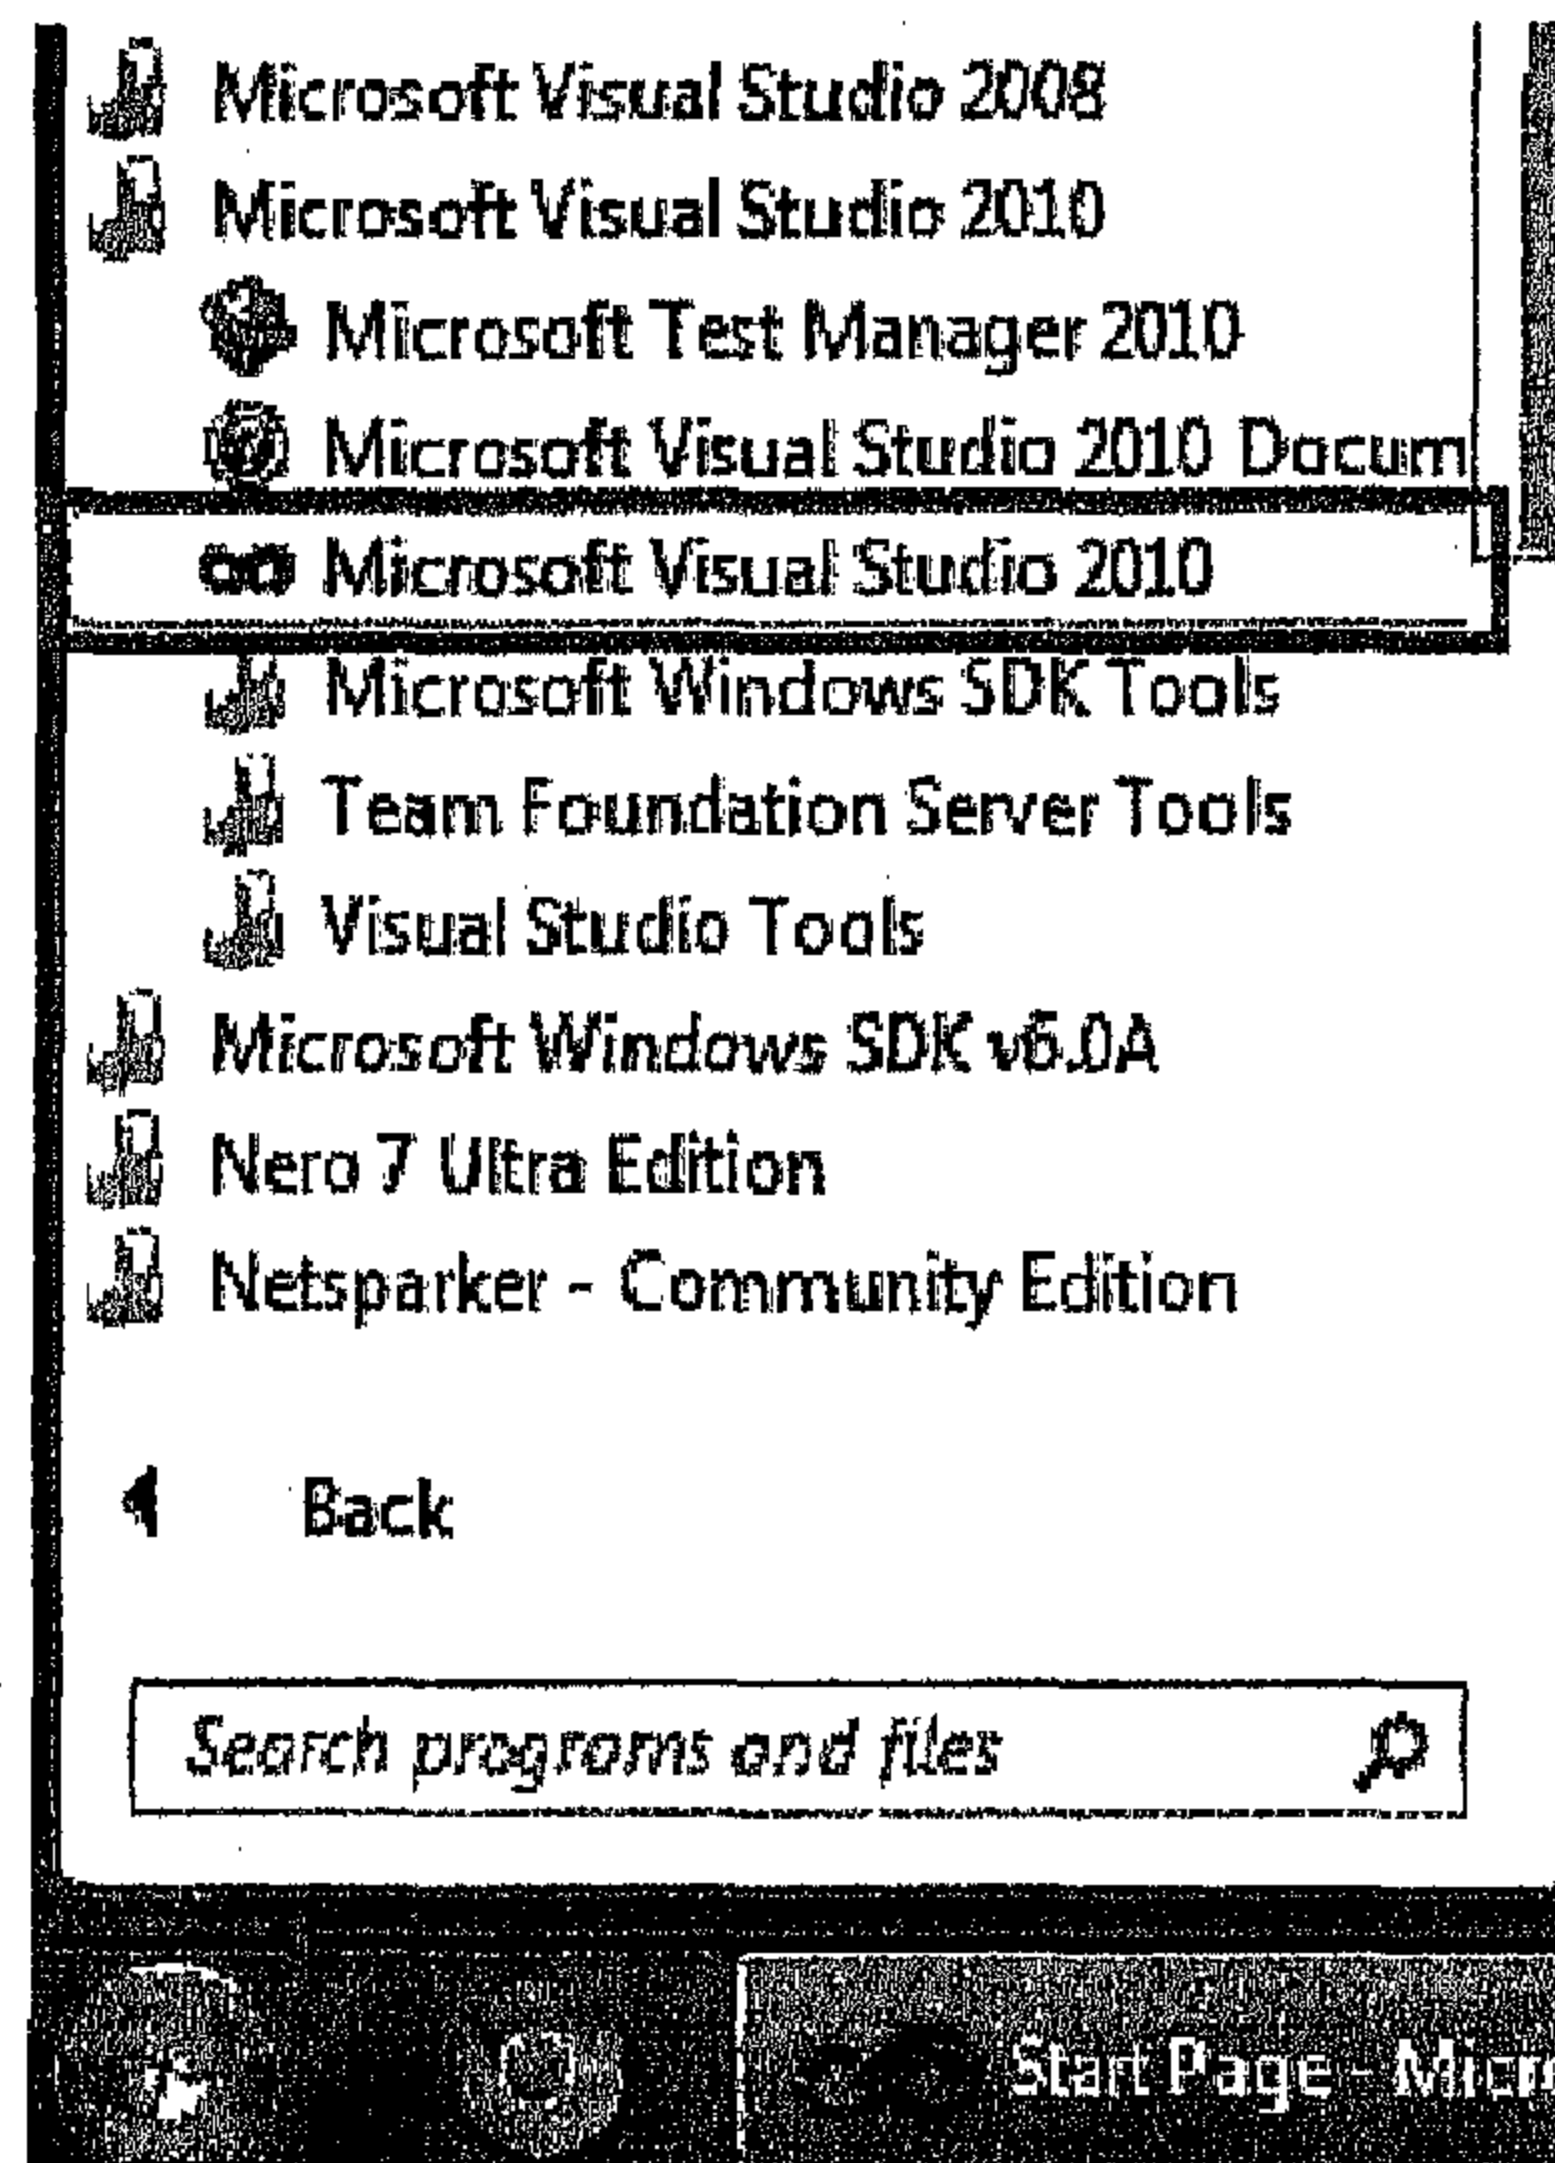 Microsoft Visual Studio 2008
Microsoft Visual Studio 2010
Microsoft Test Manager 2010
Microsoft Visual Studio 2010 Docum
Microsoft Visual Studio 2010
Microsoft Windows SDK Tools
Team Foundation Server Tools
Visual Studio Tools
Microsoft Windows SDK v6.0A
Nero 7 Ultra Edition
Netsparker - Community Edition
Back
Search programs and files
Start Page - Micro